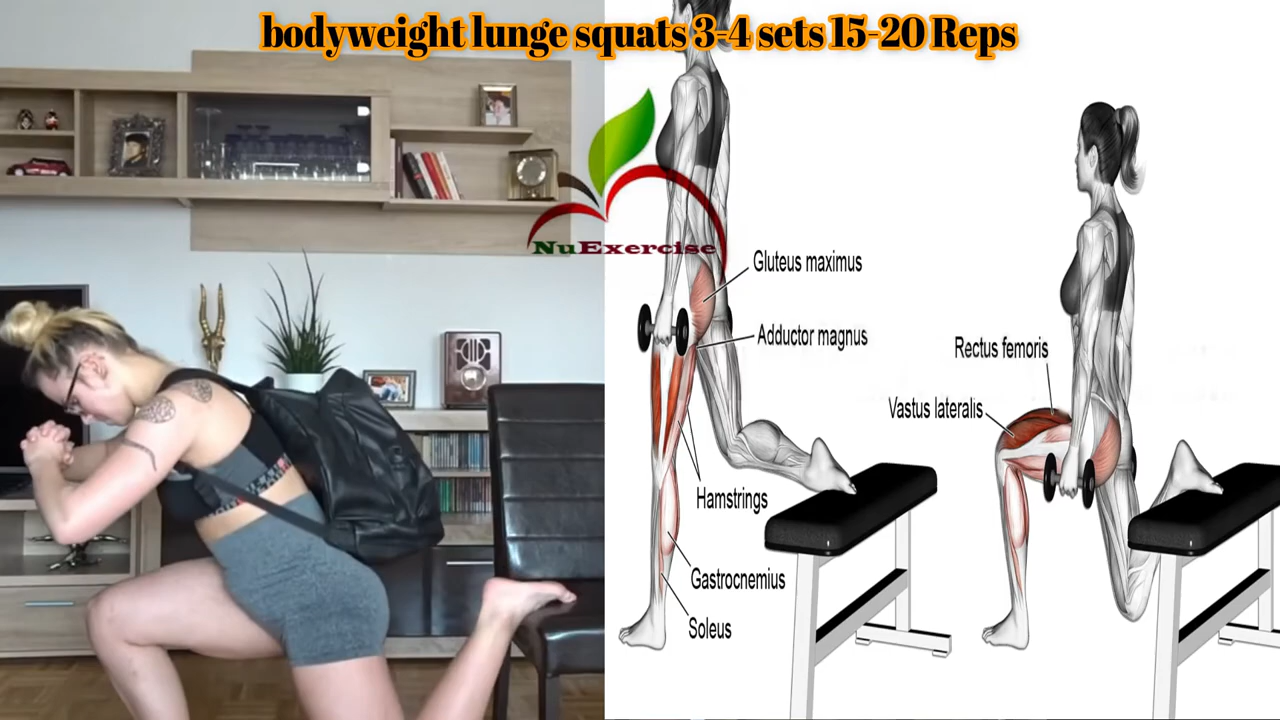 bodyweight lunge squats 3-4 sets 15-20 Reps
NuExercise
Gluteus maximus
Adductor magnus
Hamstrings
Gastrocnemius
Soleus
Rectus femoris
Vastus lateralis